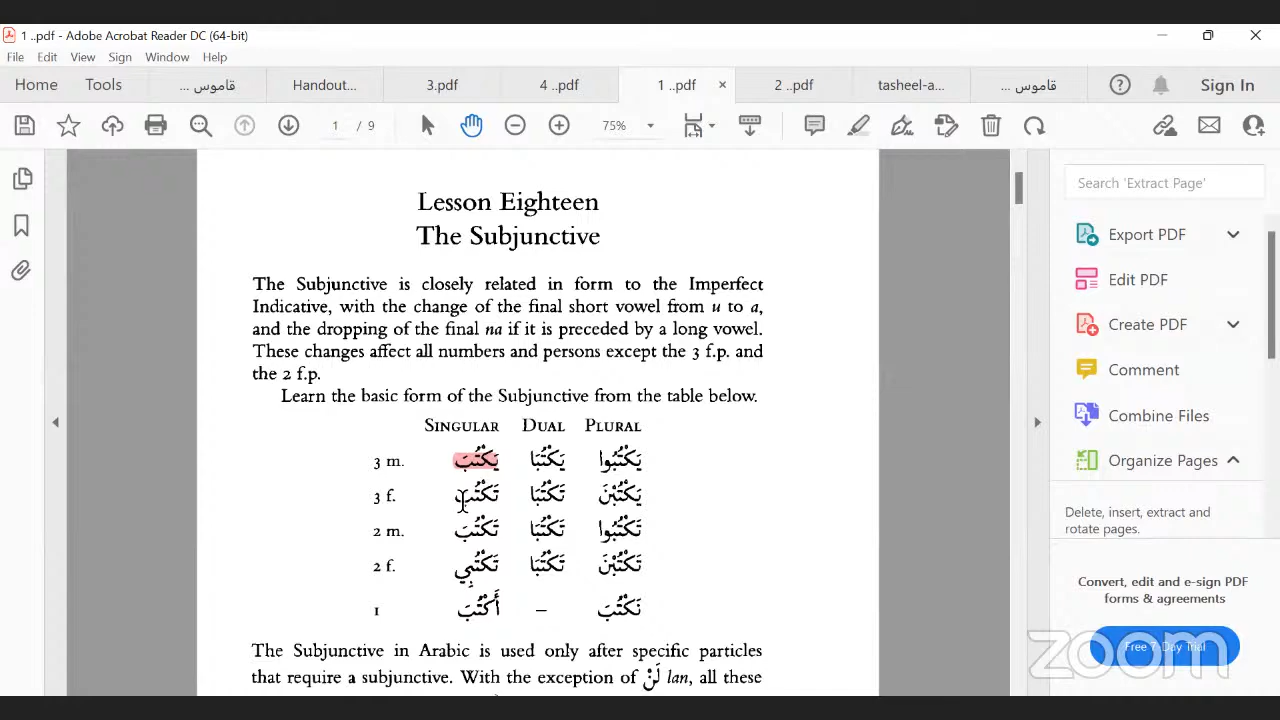 1 ..pdf - Adobe Acrobat Reader DC (64-bit)
File Edit View Sign Window Help
Home Tools قاموس ... Handout... 3.pdf 4 ..pdf 1 ..pdf × 2 ..pdf tasheel-a... قاموس ... Sign In
1 / 9 75%
Search 'Extract Page'
Export PDF
Edit PDF
Create PDF
Comment
Combine Files
Organize Pages
Delete, insert, extract and
rotate pages.
Convert, edit and e-sign PDF
forms & agreements
Free 7-Day Trial
zoom
Lesson Eighteen
The Subjunctive
The Subjunctive is closely related in form to the Imperfect
Indicative, with the change of the final short vowel from u to a,
and the dropping of the final na if it is preceded by a long vowel.
These changes affect all numbers and persons except the 3 f.p. and
the 2 f.p.
Learn the basic form of the Subjunctive from the table below.
SINGULAR DUAL PLURAL
3 m. يَكْتُبَ يَكْتُبَا يَكْتُبُوا
3 f. تَكْتُبَ تَكْتُبَا يَكْتُبْنَ
2 m. تَكْتُبَ تَكْتُبَا تَكْتُبُوا
2 f. تَكْتُبِي تَكْتُبَا تَكْتُبْنَ
1 أَكْتُبَ – نَكْتُبَ
The Subjunctive in Arabic is used only after specific particles
that require a subjunctive. With the exception of لَنْ lan, all these